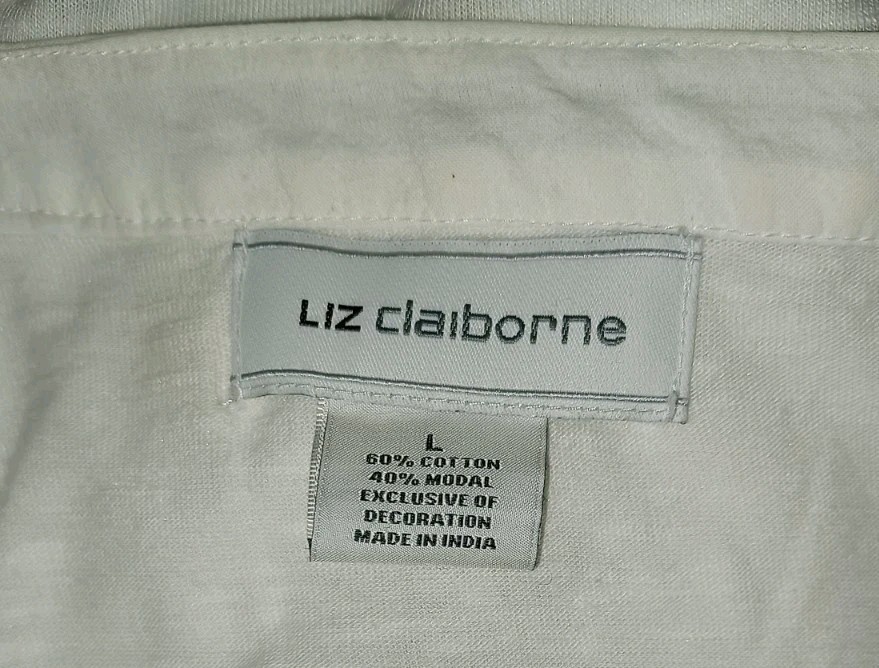 LIZ claiborne
L
60% COTTON
40% MODAL
EXCLUSIVE OF
DECORATION
MADE IN INDIA